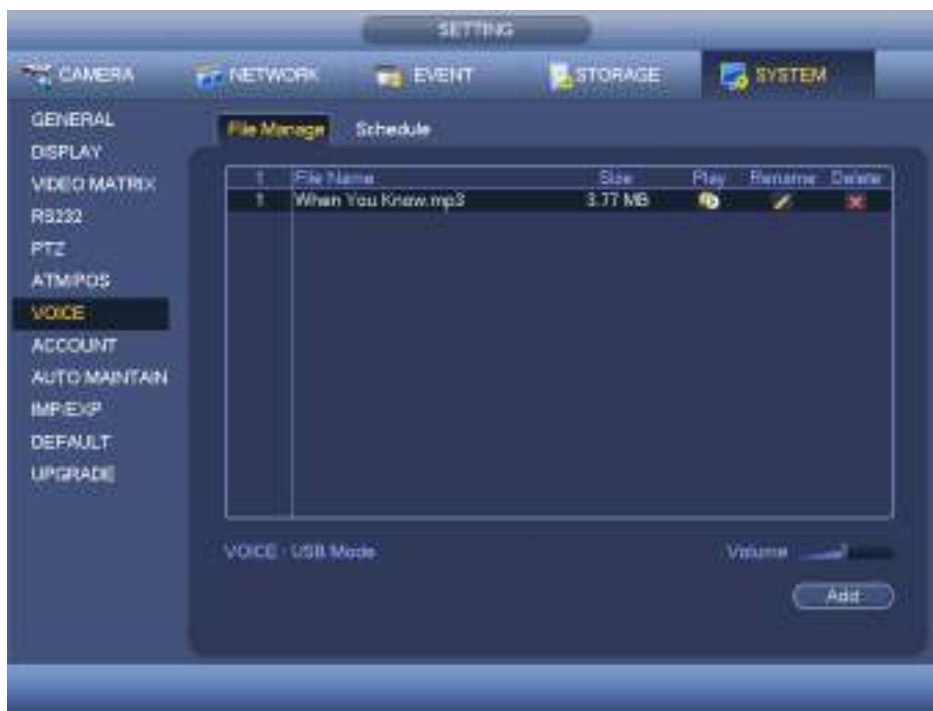 SETTING
CAMERA NETWORK EVENT STORAGE SYSTEM
GENERAL
DISPLAY
VIDEO MATRIX
RS232
PTZ
ATM/POS
VOICE
ACCOUNT
AUTO MAINTAIN
IMP/EXP
DEFAULT
UPGRADE
File Manage Schedule
1 File Name Size Play Rename Delete
1 When You Know.mp3 3.77 MB
VOICE - USB Mode Volume
Add